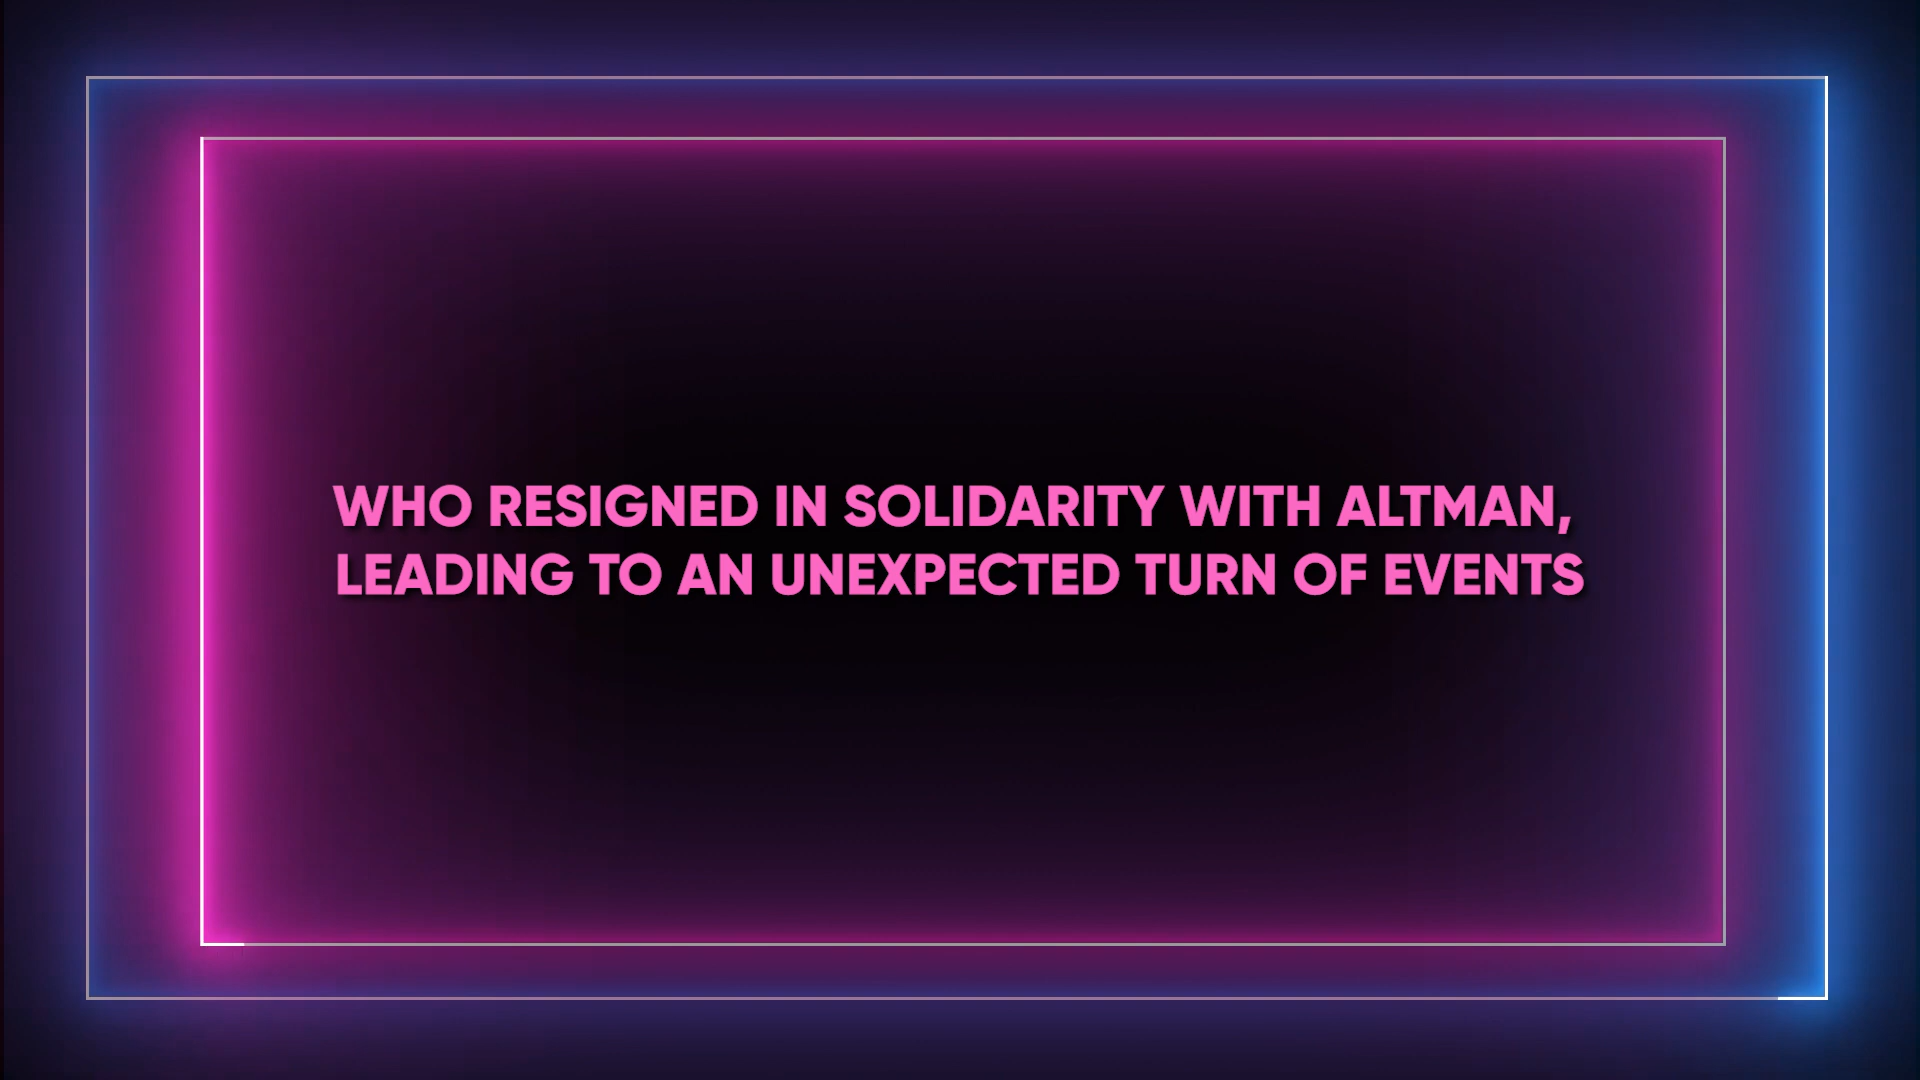 WHO RESIGNED IN SOLIDARITY WITH ALTMAN,
LEADING TO AN UNEXPECTED TURN OF EVENTS